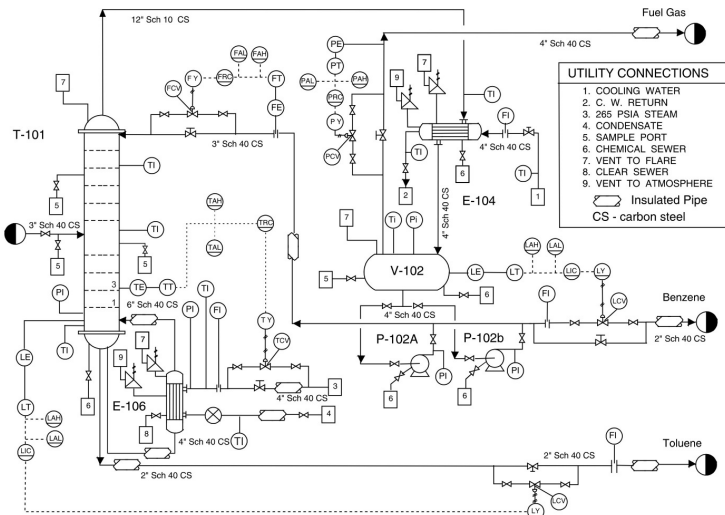 12" Sch 10 CS
Fuel Gas
4" Sch 40 CS
UTILITY CONNECTIONS
1. COOLING WATER
2. C. W. RETURN
3. 265 PSIA STEAM
4. CONDENSATE
5. SAMPLE PORT
6. CHEMICAL SEWER
7. VENT TO FLARE
8. CLEAR SEWER
9. VENT TO ATMOSPHERE
Insulated Pipe
CS - carbon steel
FAL
FAH
F Y
FRC
FT
FCV
FE
3" Sch 40 CS
PE
PT
PAL
PAH
PRC
P Y
PCV
7
9
TI
FI
4" Sch 40 CS
TI
E-104
2
6
TI
1
4" Sch 40 CS
7
T-101
TI
5
3" Sch 40 CS
TI
5
5
TAH
TRC
TAL
3
TE
TT
1
PI
6" Sch 40 CS
TI
7
Ti
Pi
V-102
5
LE
LT
LAH
LAL
LIC
LY
6
4" Sch 40 CS
LCV
FI
Benzene
2" Sch 40 CS
P-102A
P-102b
PI
PI
6
6
PI
TI
FI
T Y
TCV
LE
LT
LAH
LAL
LIC
6
9
7
E-106
8
3
4" Sch 40 CS
4" Sch 40 CS
4
TI
2" Sch 40 CS
FI
Toluene
2" Sch 40 CS
LCV
LY